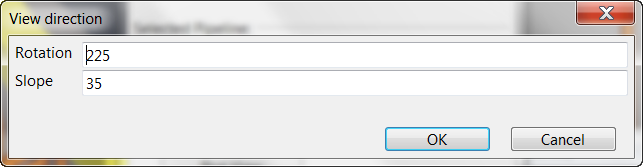 View direction
Selected Pipeline
Rotation 225
Slope 35
OK Cancel